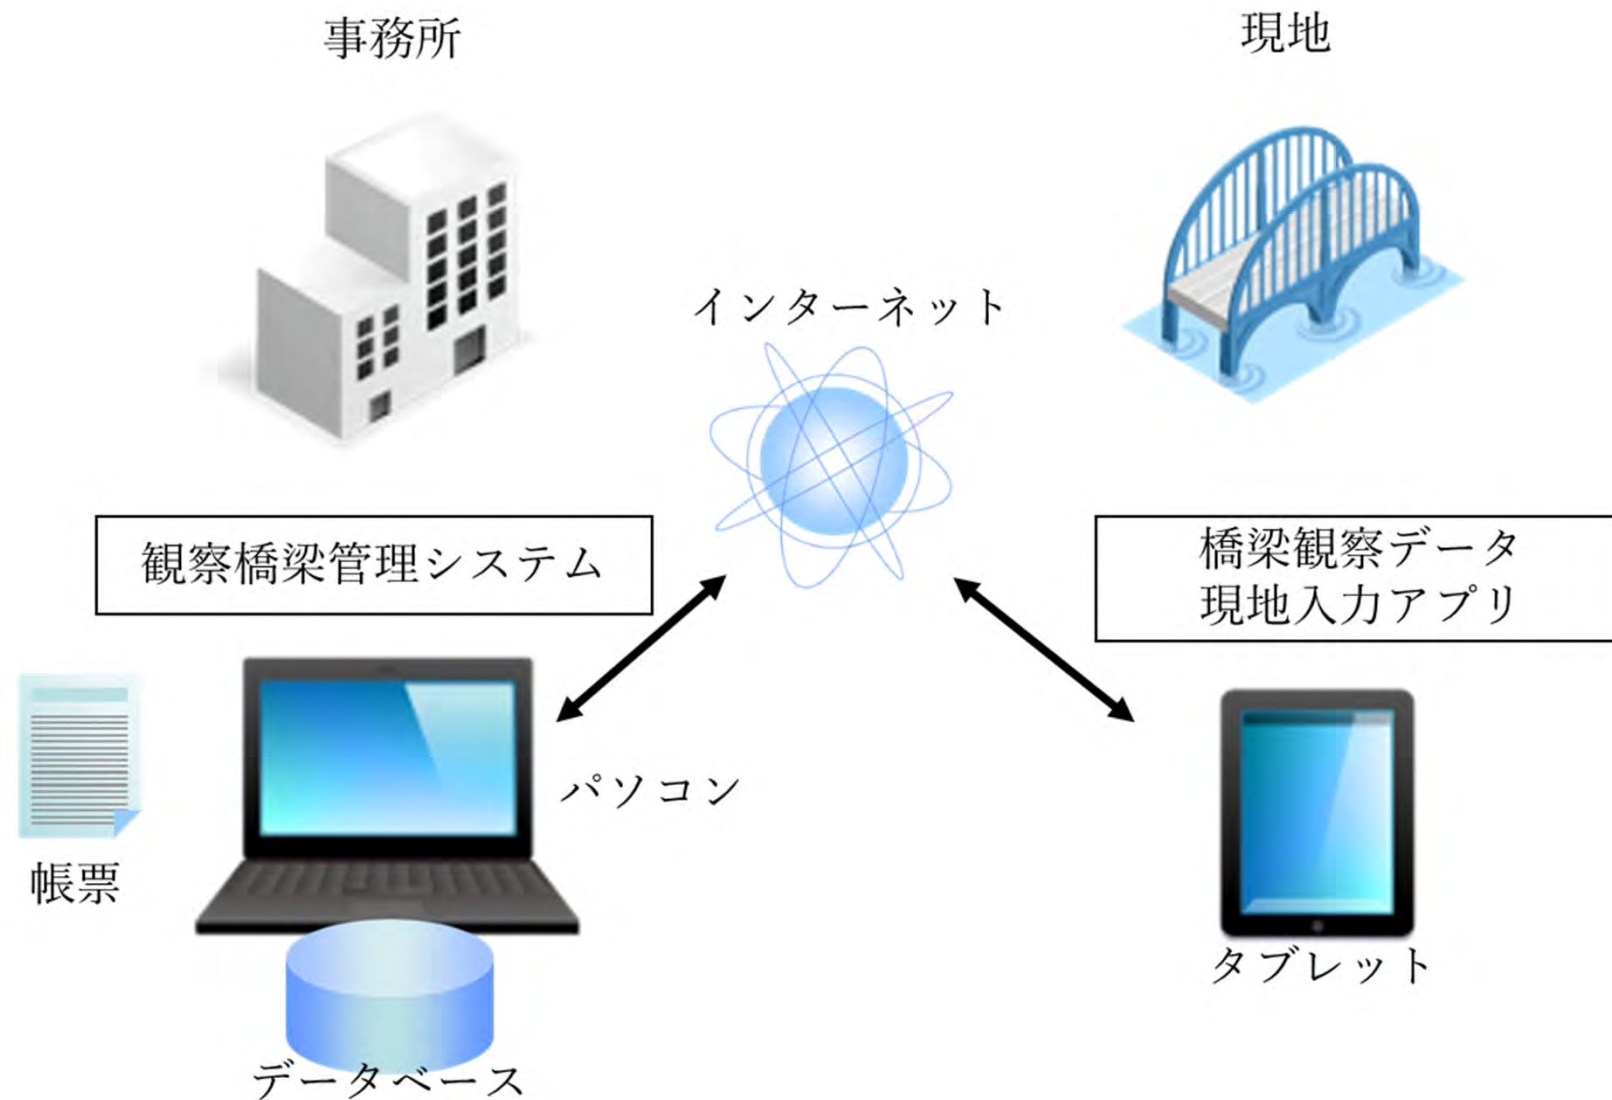 事務所
現地
インターネット
観察橋梁管理システム
橋梁観察データ
現地入力アプリ
パソコン
帳票
タブレット
データベース